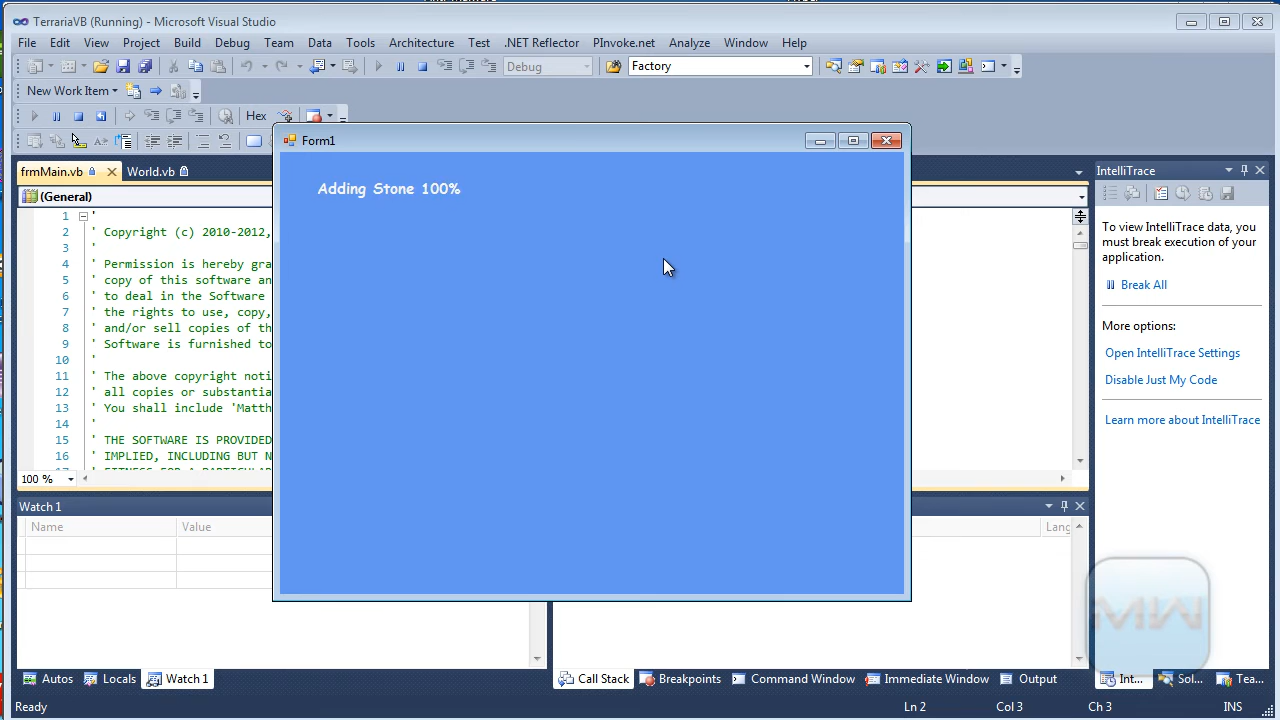 TerrariaVB (Running) - Microsoft Visual Studio
File Edit View Project Build Debug Team Data Tools Architecture Test .NET Reflector PInvoke.net Analyze Window Help
Debug Factory
New Work Item
Hex
Form1
frmMain.vb World.vb
IntelliTrace
(General)
Adding Stone 100%
1 '
2 ' Copyright (c) 2010-2012,
3 '
4 ' Permission is hereby gra
5 ' copy of this software an
6 ' to deal in the Software
7 ' the rights to use, copy,
8 ' and/or sell copies of th
9 ' Software is furnished to
10 '
11 ' The above copyright noti
12 ' all copies or substantia
13 ' You shall include 'Matth
14 '
15 ' THE SOFTWARE IS PROVIDED
16 ' IMPLIED, INCLUDING BUT N
To view IntelliTrace data, you
must break execution of your
application.
Break All
More options:
Open IntelliTrace Settings
Disable Just My Code
Learn more about IntelliTrace
100 %
Watch 1
Name Value
Lang
MW
Autos Locals Watch 1
Call Stack Breakpoints Command Window Immediate Window Output
Int... Sol... Tea...
Ready Ln 2 Col 3 Ch 3 INS